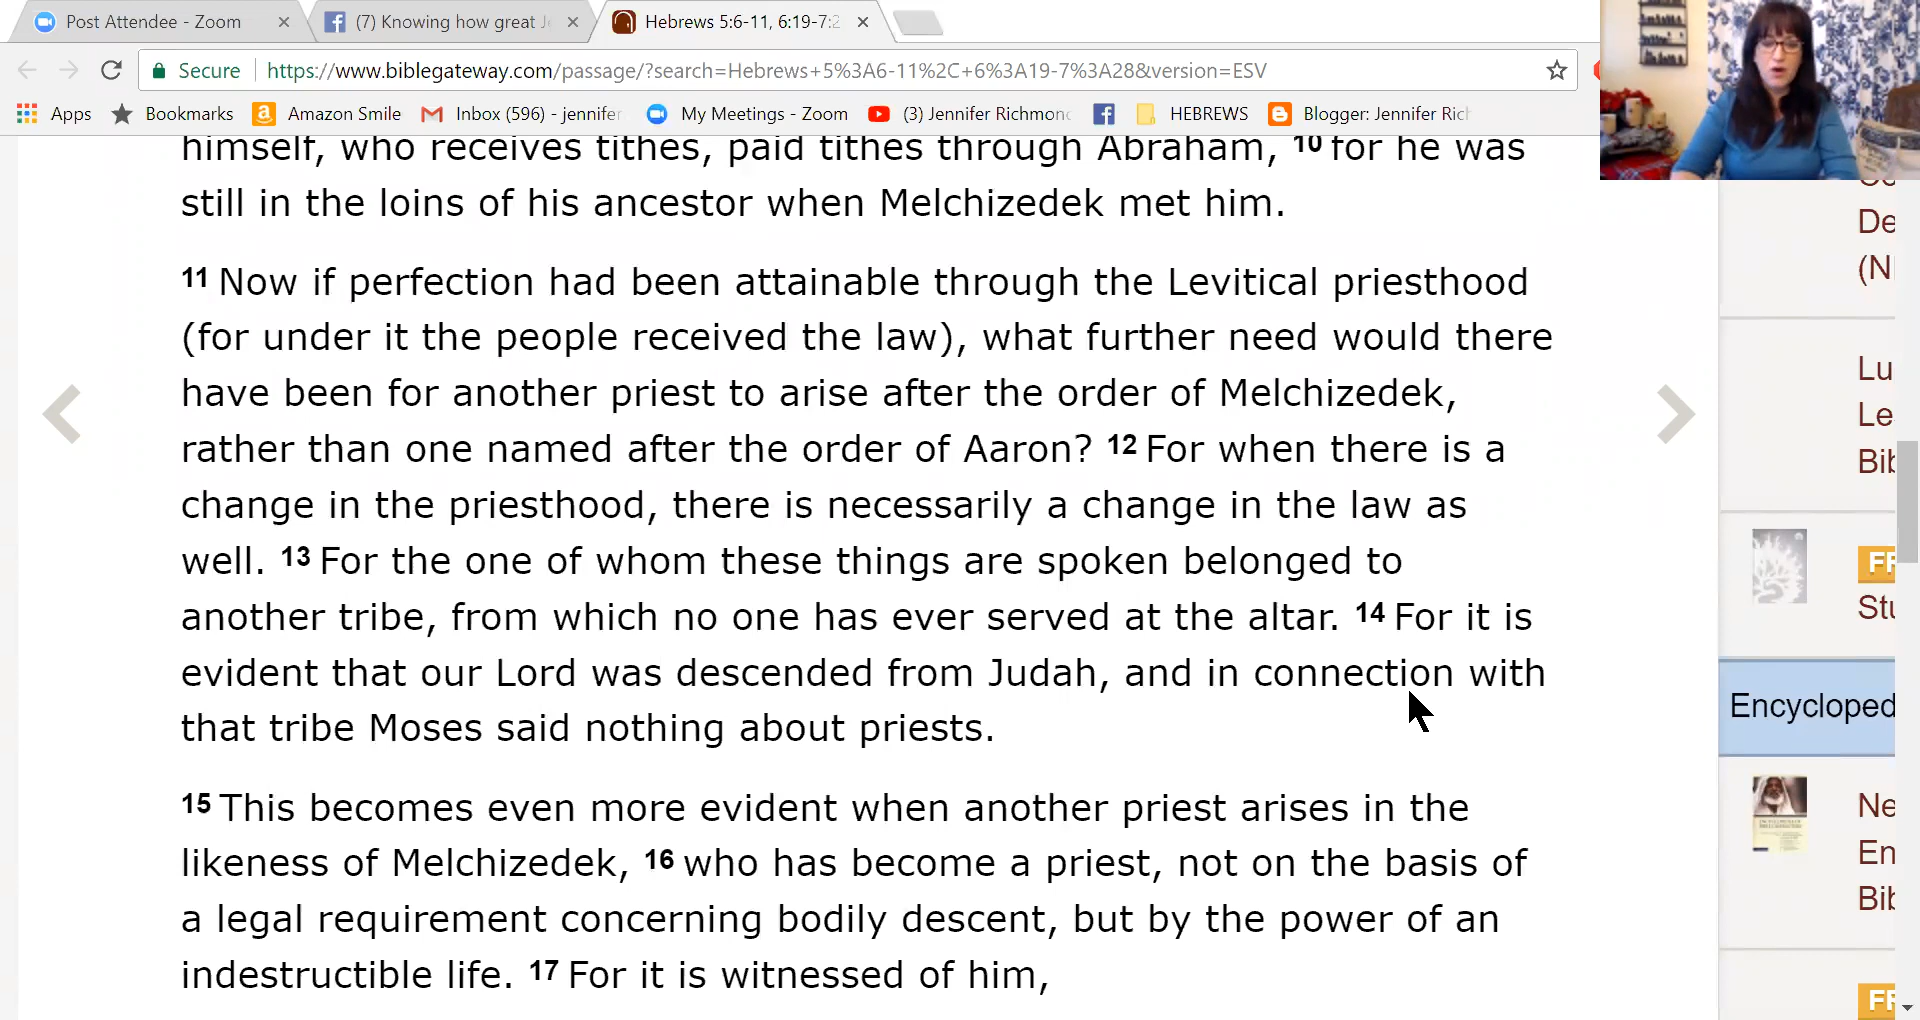 Post Attendee - Zoom
(7) Knowing how great J
Hebrews 5:6-11, 6:19-7:2
Secure
https://www.biblegateway.com/passage/?search=Hebrews+5%3A6-11%2C+6%3A19-7%3A28&version=ESV
Apps
Bookmarks
Amazon Smile
Inbox (596) - jennifer
My Meetings - Zoom
(3) Jennifer Richmond
HEBREWS
Blogger: Jennifer Rich
himself, who receives tithes, paid tithes through Abraham, 10 for he was
still in the loins of his ancestor when Melchizedek met him.
11 Now if perfection had been attainable through the Levitical priesthood
(for under it the people received the law), what further need would there
have been for another priest to arise after the order of Melchizedek,
rather than one named after the order of Aaron? 12 For when there is a
change in the priesthood, there is necessarily a change in the law as
well. 13 For the one of whom these things are spoken belonged to
another tribe, from which no one has ever served at the altar. 14 For it is
evident that our Lord was descended from Judah, and in connection with
that tribe Moses said nothing about priests.
15 This becomes even more evident when another priest arises in the
likeness of Melchizedek, 16 who has become a priest, not on the basis of
a legal requirement concerning bodily descent, but by the power of an
indestructible life. 17 For it is witnessed of him,
De
(N
Lu
Le
Bib
FR
Stu
Encycloped
Ne
En
Bib
FR